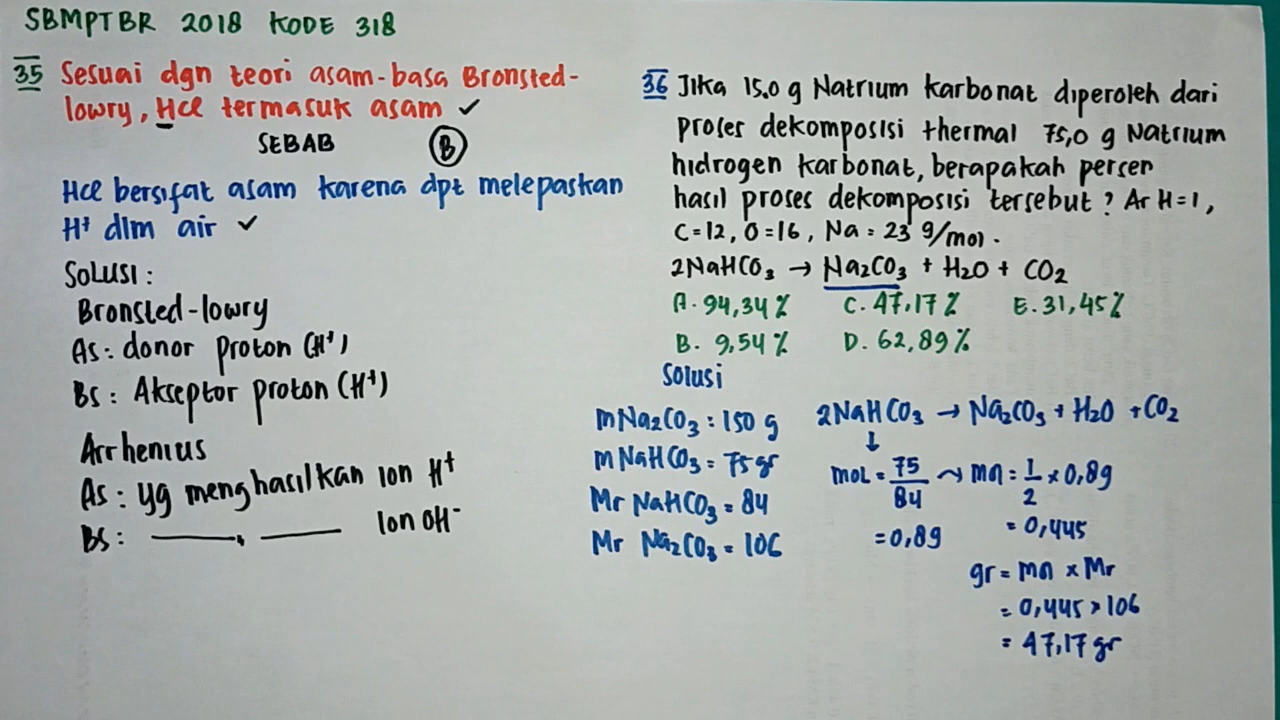 SBMPTBR 2018 KODE 318
35 Sesuai dgn teori asam-basa Bronsted-
lowry, Hcl termasuk asam ✓
SEBAB B
Hcl bersifat asam karena dpt melepaskan
H⁺ dlm air ✓
Solusi:
Bronsted-lowry
As: donor proton (H⁺)
Bs: Akseptor proton (H⁺)
Arrhenius
As: yg menghasilkan ion H⁺
Bs: ——, —— Ion OH⁻
36 Jika 15.0 g Natrium karbonat diperoleh dari
proses dekomposisi thermal 75,0 g Natrium
hidrogen karbonat, berapakah persen
hasil proses dekomposisi tersebut? Ar H=1,
C=12, O=16, Na=23 g/mol.
2NaHCO₃ → Na₂CO₃ + H₂O + CO₂
A. 94,34% C. 47,17% E. 31,45%
B. 9,54% D. 62,89%
Solusi
mNa₂CO₃: 150 g
mNaHCO₃ = 75 gr
Mr NaHCO₃ = 84
Mr Na₂CO₃ = 106
2NaHCO₃ → Na₂CO₃ + H₂O + CO₂
↓
mol = 75/84 ~> mn = 1/2 × 0,89
= 0,89 = 0,445
gr = mn × Mr
= 0,445 × 106
= 47,17 gr